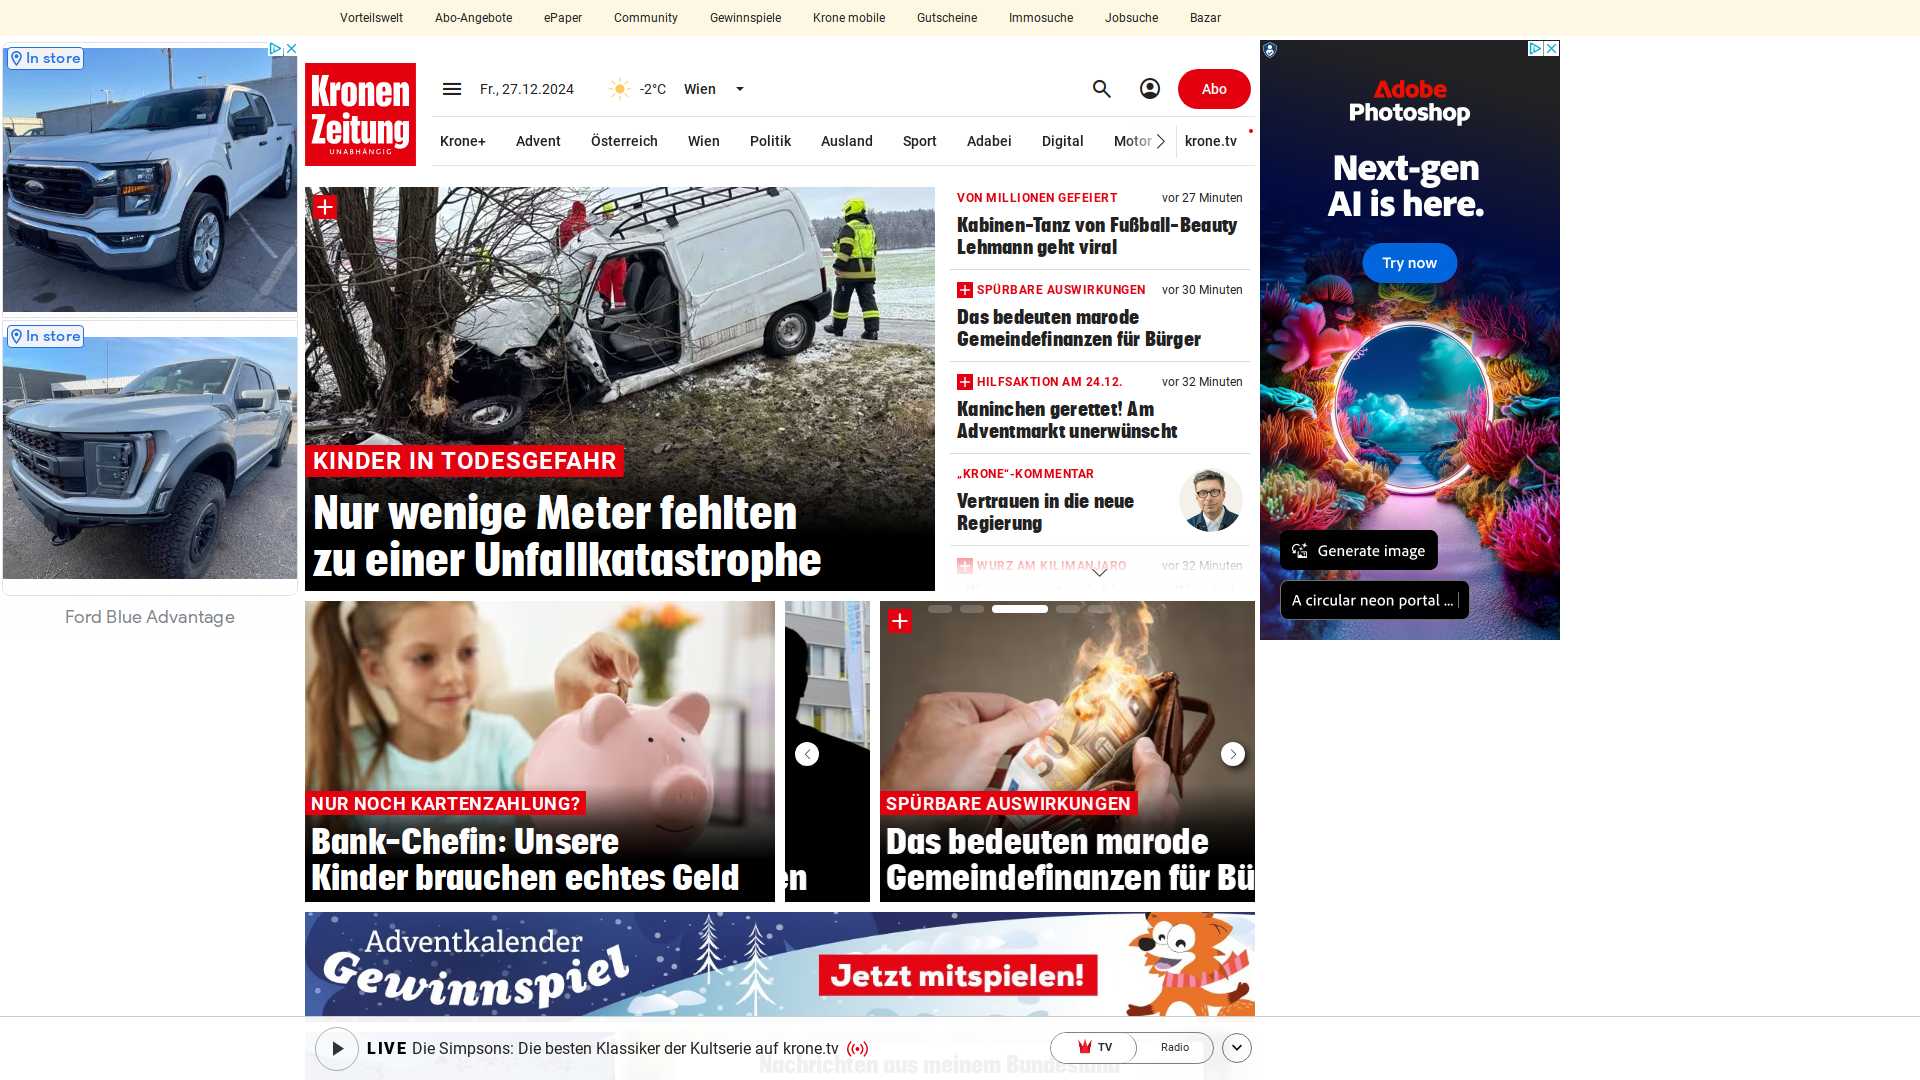 Vorteilswelt
Abo-Angebote
ePaper
Community
Gewinnspiele
Krone mobile
Gutscheine
Immosuche
Jobsuche
Bazar
In store
In store
Ford Blue Advantage
Kronen
Zeitung
UNABHÄNGIG
Fr., 27.12.2024
-2°C
Wien
Abo
Krone+
Advent
Österreich
Wien
Politik
Ausland
Sport
Adabei
Digital
Motor
krone.tv
KINDER IN TODESGEFAHR
Nur wenige Meter fehlten
zu einer Unfallkatastrophe
VON MILLIONEN GEFEIERT
vor 27 Minuten
Kabinen-Tanz von Fußball-Beauty
Lehmann geht viral
SPÜRBARE AUSWIRKUNGEN
vor 30 Minuten
Das bedeuten marode
Gemeindefinanzen für Bürger
HILFSAKTION AM 24.12.
vor 32 Minuten
Kaninchen gerettet! Am
Adventmarkt unerwünscht
„KRONE“-KOMMENTAR
Vertrauen in die neue
Regierung
WURZ AM KILIMANJARO
vor 32 Minuten
NUR NOCH KARTENZAHLUNG?
Bank-Chefin: Unsere
Kinder brauchen echtes Geld
en
SPÜRBARE AUSWIRKUNGEN
Das bedeuten marode
Gemeindefinanzen für Bü
Adventkalender
Gewinnspiel
Jetzt mitspielen!
LIVE Die Simpsons: Die besten Klassiker der Kultserie auf krone.tv
TV
Radio
Nachrichten aus meinem Bundesland
Adobe
Photoshop
Next-gen
AI is here.
Try now
Generate image
A circular neon portal ...